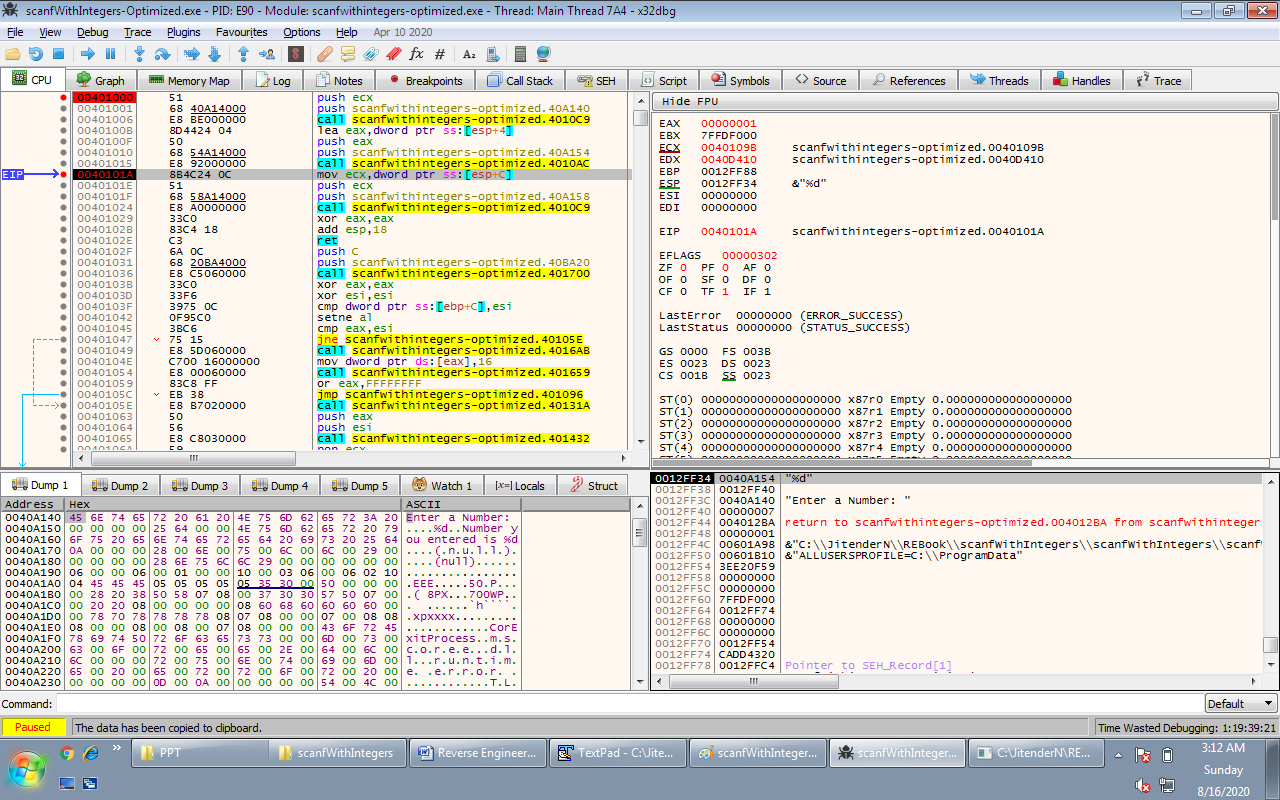 scanfWithIntegers-Optimized.exe - PID: E90 - Module: scanfwithintegers-optimized.exe - Thread: Main Thread 7A4 - x32dbg
File View Debug Trace Plugins Favourites Options Help Apr 10 2020
CPU Graph Memory Map Log Notes Breakpoints Call Stack SEH Script Symbols Source References Threads Handles Trace
00401000 51 push ecx
00401001 68 40A14000 push scanfwithintegers-optimized.40A140
00401006 E8 BE000000 call scanfwithintegers-optimized.4010C9
0040100B 8D4424 04 lea eax,dword ptr ss:[esp+4]
0040100F 50 push eax
00401010 68 54A14000 push scanfwithintegers-optimized.40A154
00401015 E8 92000000 call scanfwithintegers-optimized.4010AC
EIP 0040101A 8B4C24 0C mov ecx,dword ptr ss:[esp+C]
0040101E 51 push ecx
0040101F 68 58A14000 push scanfwithintegers-optimized.40A158
00401024 E8 A0000000 call scanfwithintegers-optimized.4010C9
00401029 33C0 xor eax,eax
0040102B 83C4 18 add esp,18
0040102E C3 ret
0040102F 6A 0C push C
00401031 68 20BA4000 push scanfwithintegers-optimized.40BA20
00401036 E8 C5060000 call scanfwithintegers-optimized.401700
0040103B 33C0 xor eax,eax
0040103D 33F6 xor esi,esi
0040103F 3975 0C cmp dword ptr ss:[ebp+C],esi
00401042 0F95C0 setne al
00401045 3BC6 cmp eax,esi
00401047 75 15 jne scanfwithintegers-optimized.40105E
00401049 E8 5D060000 call scanfwithintegers-optimized.4016AB
0040104E C700 16000000 mov dword ptr ds:[eax],16
00401054 E8 00060000 call scanfwithintegers-optimized.401659
00401059 83C8 FF or eax,FFFFFFFF
0040105C EB 38 jmp scanfwithintegers-optimized.401096
0040105E E8 B7020000 call scanfwithintegers-optimized.40131A
00401063 50 push eax
00401064 56 push esi
00401065 E8 C8030000 call scanfwithintegers-optimized.401432
Hide FPU
EAX 00000001
EBX 7FFDF000
ECX 0040109B scanfwithintegers-optimized.0040109B
EDX 0040D410 scanfwithintegers-optimized.0040D410
EBP 0012FF88
ESP 0012FF34 &"%d"
ESI 00000000
EDI 00000000
EIP 0040101A scanfwithintegers-optimized.0040101A
EFLAGS 00000302
ZF 0 PF 0 AF 0
OF 0 SF 0 DF 0
CF 0 TF 1 IF 1
LastError 00000000 (ERROR_SUCCESS)
LastStatus 00000000 (STATUS_SUCCESS)
GS 0000 FS 003B
ES 0023 DS 0023
CS 001B SS 0023
ST(0) 00000000000000000000 x87r0 Empty 0.000000000000000000
ST(1) 00000000000000000000 x87r1 Empty 0.000000000000000000
ST(2) 00000000000000000000 x87r2 Empty 0.000000000000000000
ST(3) 00000000000000000000 x87r3 Empty 0.000000000000000000
ST(4) 00000000000000000000 x87r4 Empty 0.000000000000000000
Dump 1 Dump 2 Dump 3 Dump 4 Dump 5 Watch 1 Locals Struct
Address Hex ASCII
0040A140 45 6E 74 65 72 20 61 20 4E 75 6D 62 65 72 3A 20 Enter a Number:
0040A150 00 00 00 00 25 64 00 00 4E 75 6D 62 65 72 20 79 ....%d..Number y
0040A160 6F 75 20 65 6E 74 65 72 65 64 20 69 73 20 25 64 ou entered is %d
0040A170 0A 00 00 00 28 00 6E 00 75 00 6C 00 6C 00 29 00 ....(.n.u.l.l.).
0040A180 00 00 00 00 28 6E 75 6C 6C 29 00 00 00 00 00 00 ....(null)......
0040A190 06 00 00 06 00 01 00 00 10 00 03 06 00 06 02 10 ................
0040A1A0 04 45 45 45 05 05 05 05 05 35 30 00 50 00 00 00 .EEE.....50.P...
0040A1B0 00 28 20 38 50 58 07 08 00 37 30 30 57 50 07 00 .( 8PX...700WP..
0040A1C0 00 20 20 08 00 00 00 00 08 60 68 60 60 60 60 00 .  ......`h````.
0040A1D0 00 78 70 78 78 78 78 08 07 08 00 00 07 00 08 08 .xpxxxx.........
0040A1E0 08 00 00 08 00 08 00 07 08 00 00 00 43 6F 72 45 ............CorE
0040A1F0 78 69 74 50 72 6F 63 65 73 73 00 00 6D 00 73 00 xitProcess..m.s.
0040A200 63 00 6F 00 72 00 65 00 65 00 2E 00 64 00 6C 00 c.o.r.e.e...d.l.
0040A210 6C 00 00 00 72 00 75 00 6E 00 74 00 69 00 6D 00 l...r.u.n.t.i.m.
0040A220 65 00 20 00 65 00 72 00 72 00 6F 00 72 00 20 00 e. .e.r.r.o.r. .
0040A230 00 00 00 00 0D 00 0A 00 00 00 00 00 54 00 4C 00 ............T.L.
0012FF34 0040A154 "%d"
0012FF38 0012FF40
0012FF3C 0040A140 "Enter a Number: "
0012FF40 00000007
0012FF44 004012BA return to scanfwithintegers-optimized.004012BA from scanfwithinteger
0012FF48 00000001
0012FF4C 00601A98 &"C:\\JitenderN\\REBook\\scanfWithIntegers\\scanfWithIntegers\\scanf
0012FF50 00601B10 &"ALLUSERSPROFILE=C:\\ProgramData"
0012FF54 3EE20F59
0012FF58 00000000
0012FF5C 00000000
0012FF60 7FFDF000
0012FF64 0012FF74
0012FF68 00000000
0012FF6C 00000000
0012FF70 0012FF54
0012FF74 CADD4320
0012FF78 0012FFC4 Pointer to SEH_Record[1]
Command: Default
Paused The data has been copied to clipboard. Time Wasted Debugging: 1:19:39:21
PPT scanfWithIntegers Reverse Engineer... TextPad - C:\Jite... scanfWithInteger... scanfWithInteger... C:\JitenderN\RE...
3:12 AM
Sunday
8/16/2020